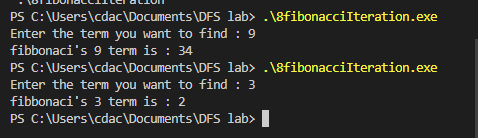 .\8fibonacciIteration
PS C:\Users\cdac\Documents\DFS lab> .\8fibonacciIteration.exe
Enter the term you want to find : 9
fibbonaci's 9 term is : 34
PS C:\Users\cdac\Documents\DFS lab> .\8fibonacciIteration.exe
Enter the term you want to find : 3
fibbonaci's 3 term is : 2
PS C:\Users\cdac\Documents\DFS lab>